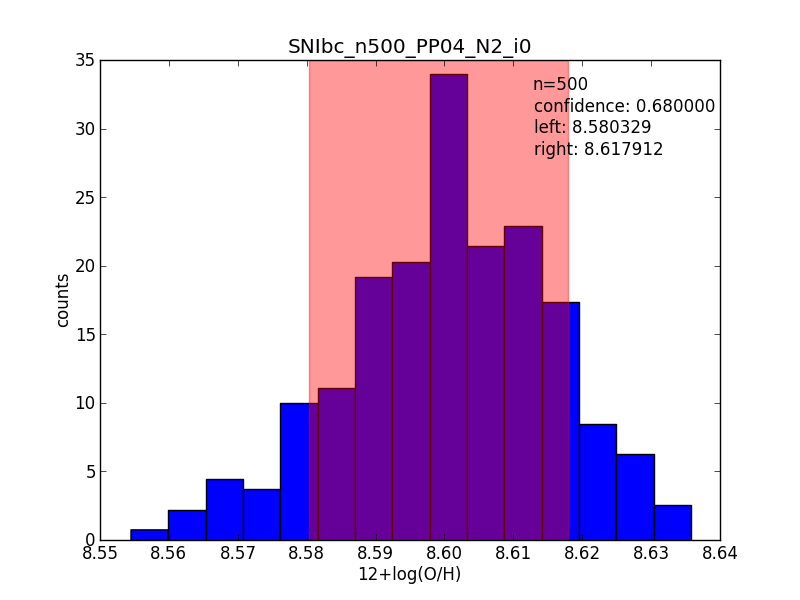 SNIbc_n500_PP04_N2_i0
35
30
25
20
15
10
5
0
counts
n=500
confidence: 0.680000
left: 8.580329
right: 8.617912
8.55 8.56 8.57 8.58 8.59 8.60 8.61 8.62 8.63 8.64
12+log(O/H)